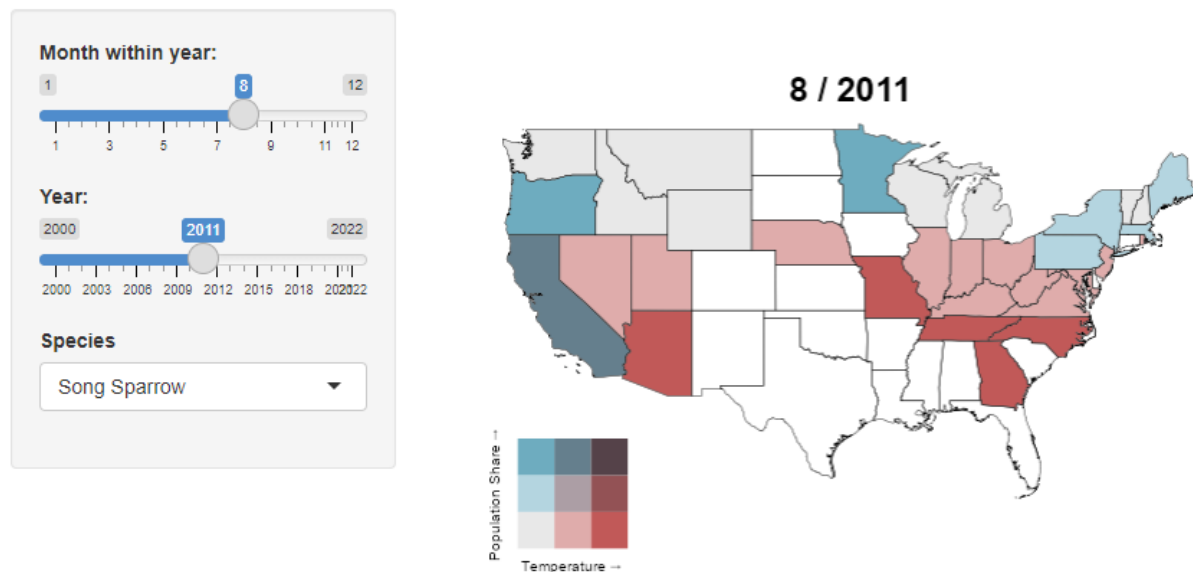 Month within year:
1 8 12
1 3 5 7 9 11 12
Year:
2000 2011 2022
2000 2003 2006 2009 2012 2015 2018 2022
Species
Song Sparrow
8 / 2011
Population Share →
Temperature →